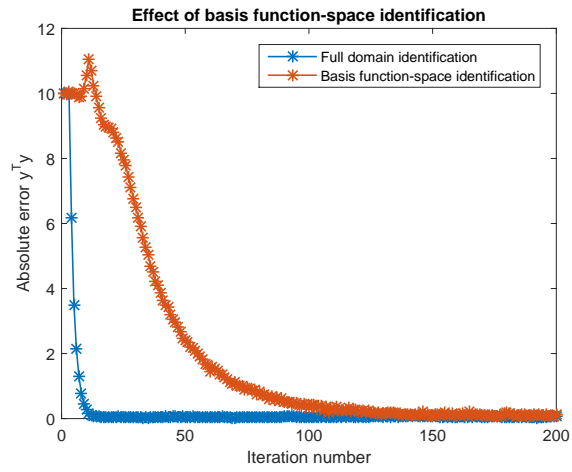 Effect of basis function-space identification
Full domain identification
Basis function-space identification
Absolute error yᵀy
12
10
8
6
4
2
0
0 50 100 150 200
Iteration number